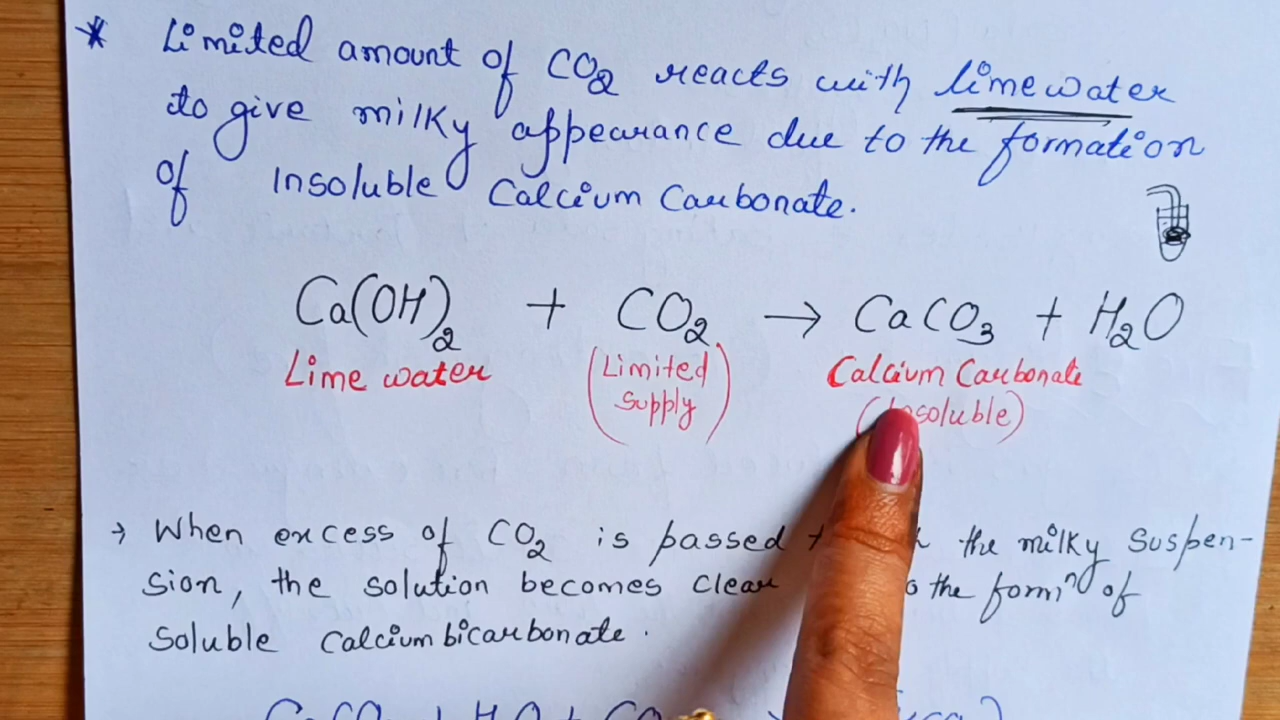 * Limited amount of CO₂ reacts with limewater
to give milky appearance due to the formation
of Insoluble Calcium Carbonate.
Ca(OH)₂ + CO₂ → CaCO₃ + H₂O
Lime water (Limited Supply) Calcium Carbonate (Insoluble)
→ When excess of CO₂ is passed the milky Suspen-
sion, the solution becomes clear the formⁿ of
Soluble Calcium bicarbonate.